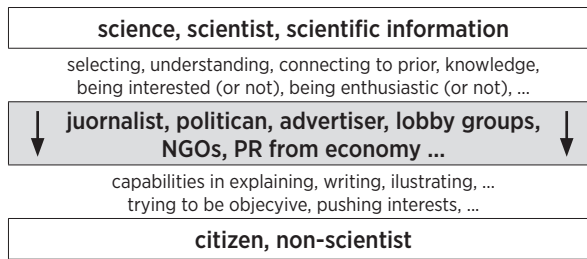 science, scientist, scientific information
selecting, understanding, connecting to prior, knowledge,
being interested (or not), being enthusiastic (or not), ...
juornalist, politican, advertiser, lobby groups,
NGOs, PR from economy ...
capabilities in explaining, writing, ilustrating, ...
trying to be objecyive, pushing interests, ...
citizen, non-scientist